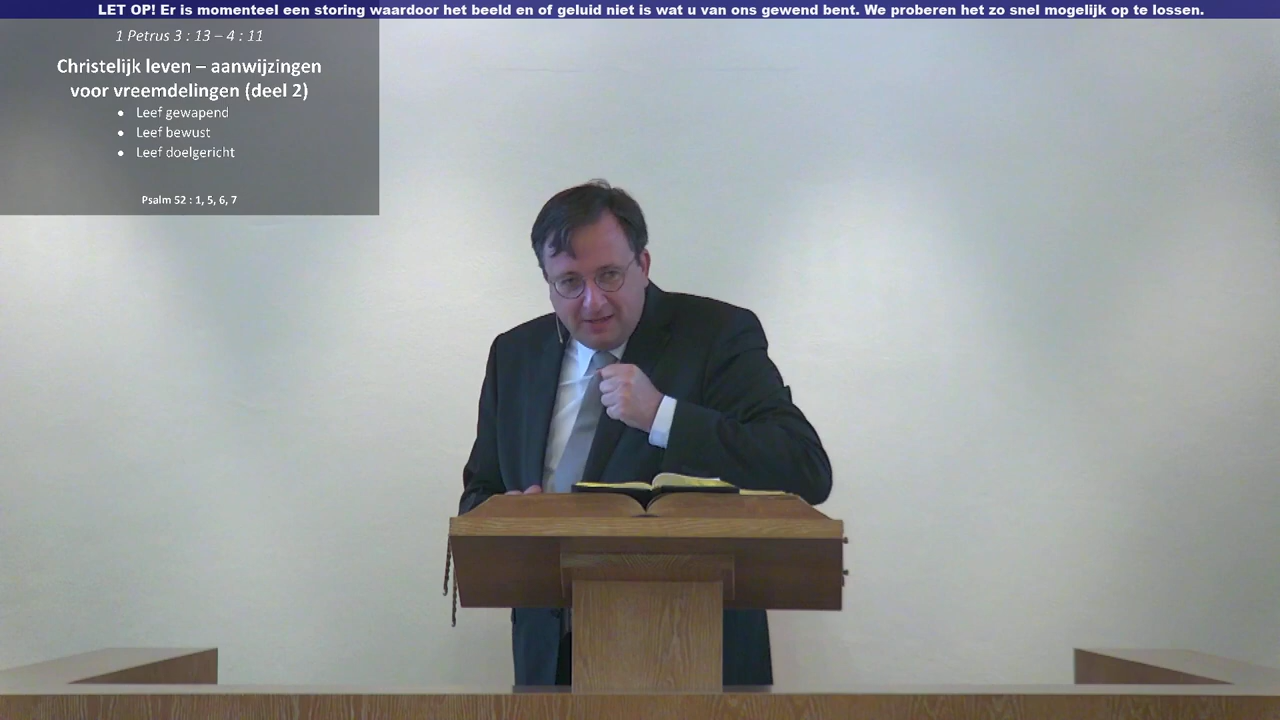 LET OP! Er is momenteel een storing waardoor het beeld en of geluid niet is wat u van ons gewend bent. We proberen het zo snel mogelijk op te lossen.
1 Petrus 3 : 13 – 4 : 11
Christelijk leven – aanwijzingen
voor vreemdelingen (deel 2)
• Leef gewapend
• Leef bewust
• Leef doelgericht
Psalm 52 : 1, 5, 6, 7